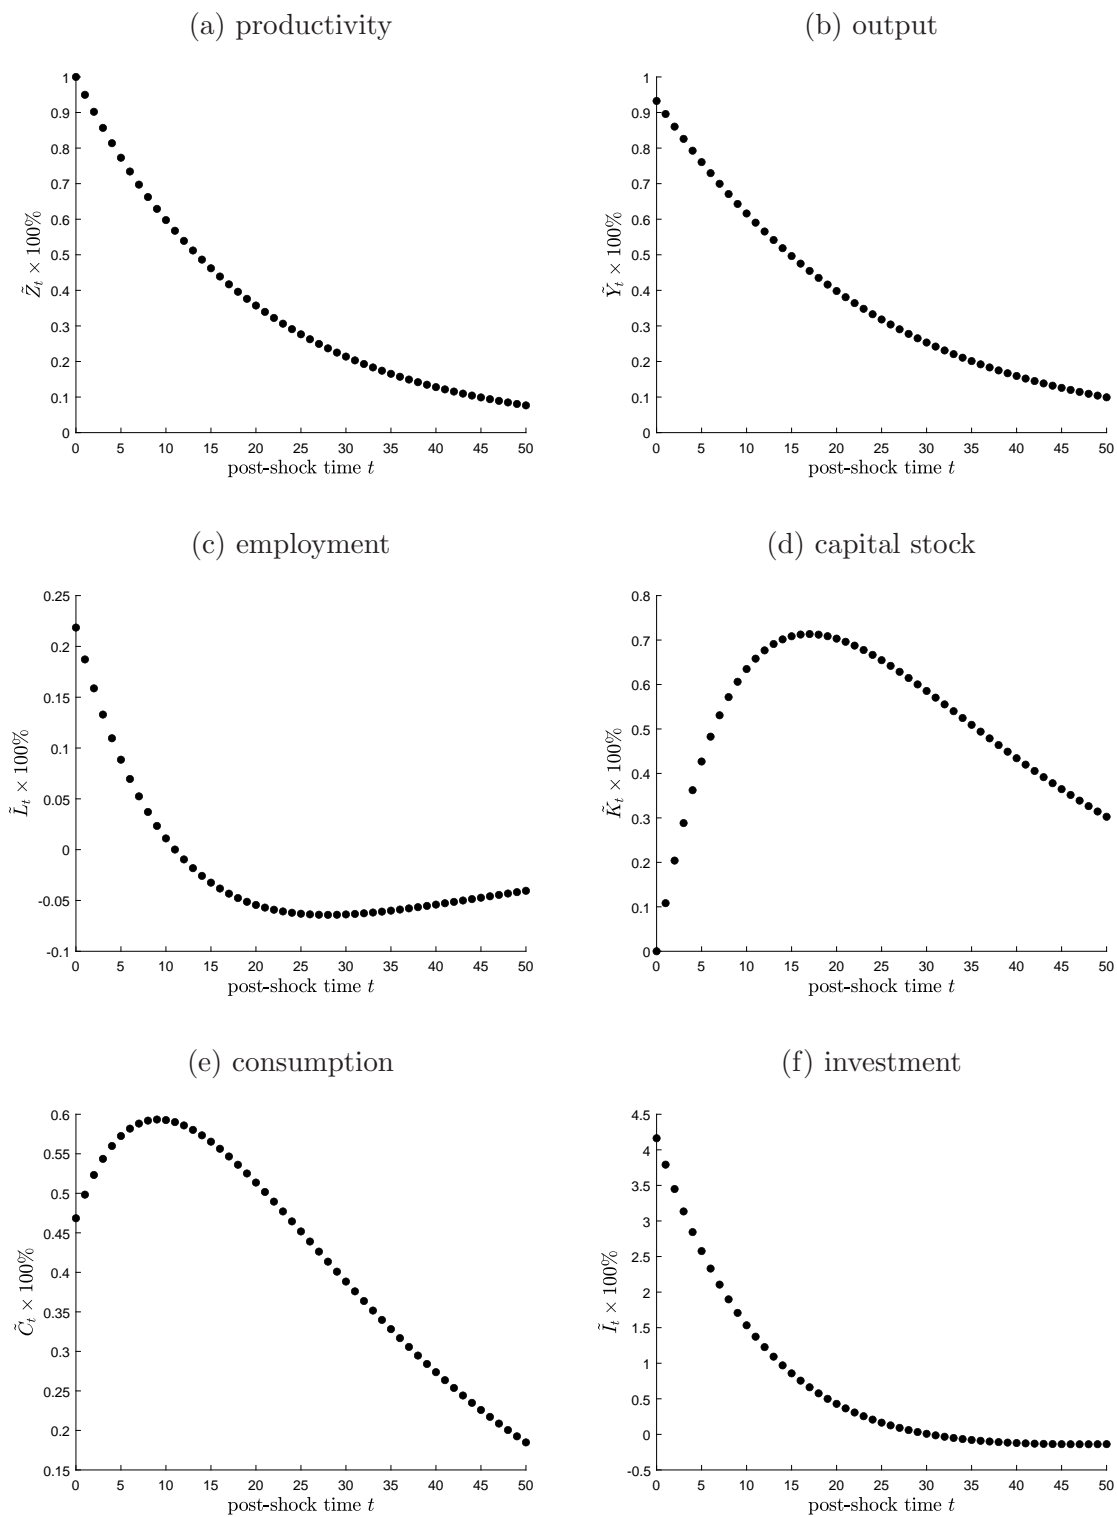 (a) productivity
1
0.9
0.8
0.7
0.6
0.5
0.4
0.3
0.2
0.1
0
Z̃_t × 100%
0 5 10 15 20 25 30 35 40 45 50
post-shock time t
(b) output
1
0.9
0.8
0.7
0.6
0.5
0.4
0.3
0.2
0.1
0
Ỹ_t × 100%
0 5 10 15 20 25 30 35 40 45 50
post-shock time t
(c) employment
0.25
0.2
0.15
0.1
0.05
0
-0.05
-0.1
L̃_t × 100%
0 5 10 15 20 25 30 35 40 45 50
post-shock time t
(d) capital stock
0.8
0.7
0.6
0.5
0.4
0.3
0.2
0.1
0
K̃_t × 100%
0 5 10 15 20 25 30 35 40 45 50
post-shock time t
(e) consumption
0.6
0.55
0.5
0.45
0.4
0.35
0.3
0.25
0.2
0.15
C̃_t × 100%
0 5 10 15 20 25 30 35 40 45 50
post-shock time t
(f) investment
4.5
4
3.5
3
2.5
2
1.5
1
0.5
0
-0.5
Ĩ_t × 100%
0 5 10 15 20 25 30 35 40 45 50
post-shock time t